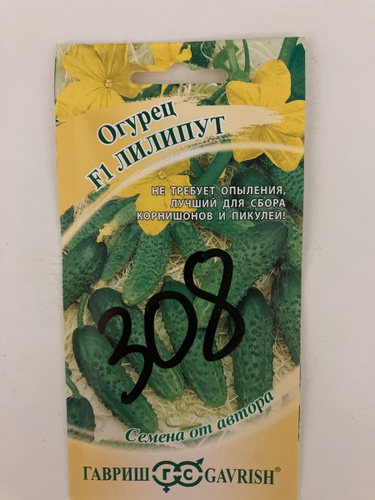 Огурец
F1 ЛИЛИПУТ
НЕ ТРЕБУЕТ ОПЫЛЕНИЯ,
ЛУЧШИЙ ДЛЯ СБОРА
КОРНИШОНОВ И ПИКУЛЕЙ!
308
Семена от автора
ГАВРИШ Г-С GAVRISH®